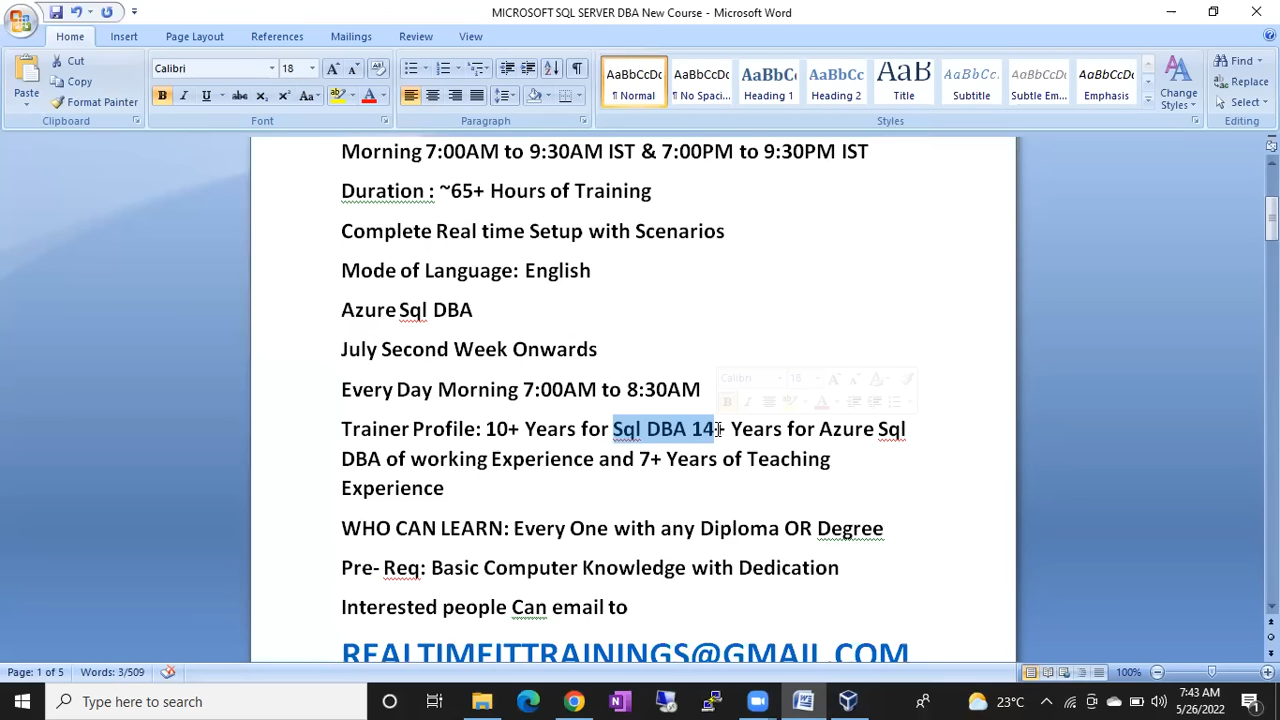 MICROSOFT SQL SERVER DBA New Course - Microsoft Word
Home Insert Page Layout References Mailings Review View
Paste
Cut
Copy
Format Painter
Clipboard
Calibri 18
Font
Paragraph
AaBbCcDc AaBbCcDc AaBbCc AaBbCc AaB AaBbCc. AaBbCcDc AaBbCcDc
¶ Normal ¶ No Spaci... Heading 1 Heading 2 Title Subtitle Subtle Em... Emphasis
Change
Styles
Styles
Find
Replace
Select
Editing
Morning 7:00AM to 9:30AM IST & 7:00PM to 9:30PM IST
Duration : ~65+ Hours of Training
Complete Real time Setup with Scenarios
Mode of Language: English
Azure Sql DBA
July Second Week Onwards
Every Day Morning 7:00AM to 8:30AM
Calibri 18
Trainer Profile: 10+ Years for Sql DBA 14+ Years for Azure Sql
DBA of working Experience and 7+ Years of Teaching
Experience
WHO CAN LEARN: Every One with any Diploma OR Degree
Pre- Req: Basic Computer Knowledge with Dedication
Interested people Can email to
REALTIMEITTRAININGS@GMAIL.COM
Page: 1 of 5 Words: 3/509 100%
Type here to search
23°C
7:43 AM
5/26/2022